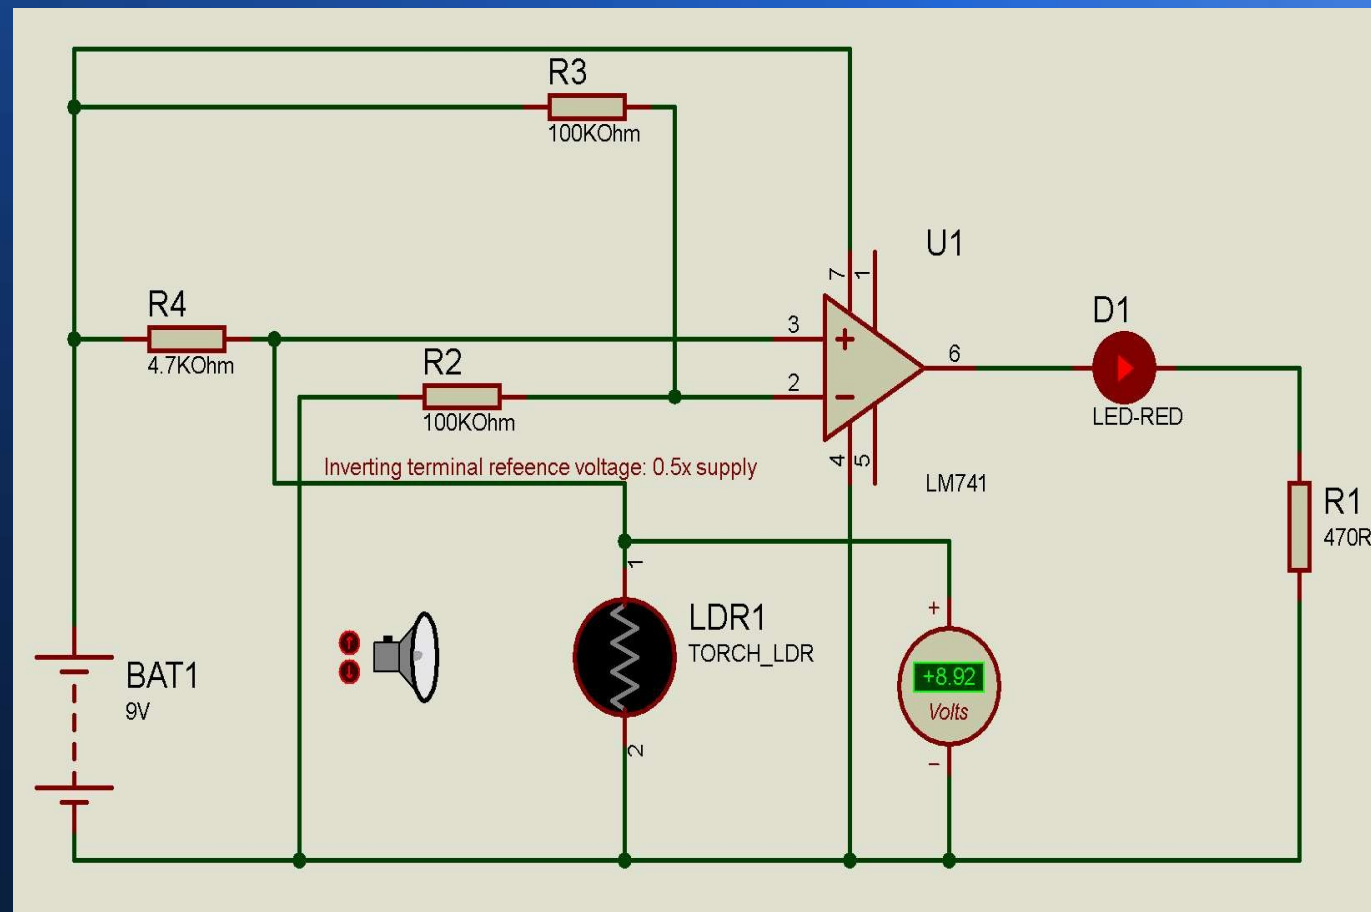 R3
100KOhm
U1
7
1
R4
4.7KOhm
3
+
D1
R2
100KOhm
2
−
6
LED-RED
Inverting terminal refeence voltage: 0.5x supply
4
5
LM741
R1
470R
1
LDR1
TORCH_LDR
+
+8.92
Volts
−
BAT1
9V
2